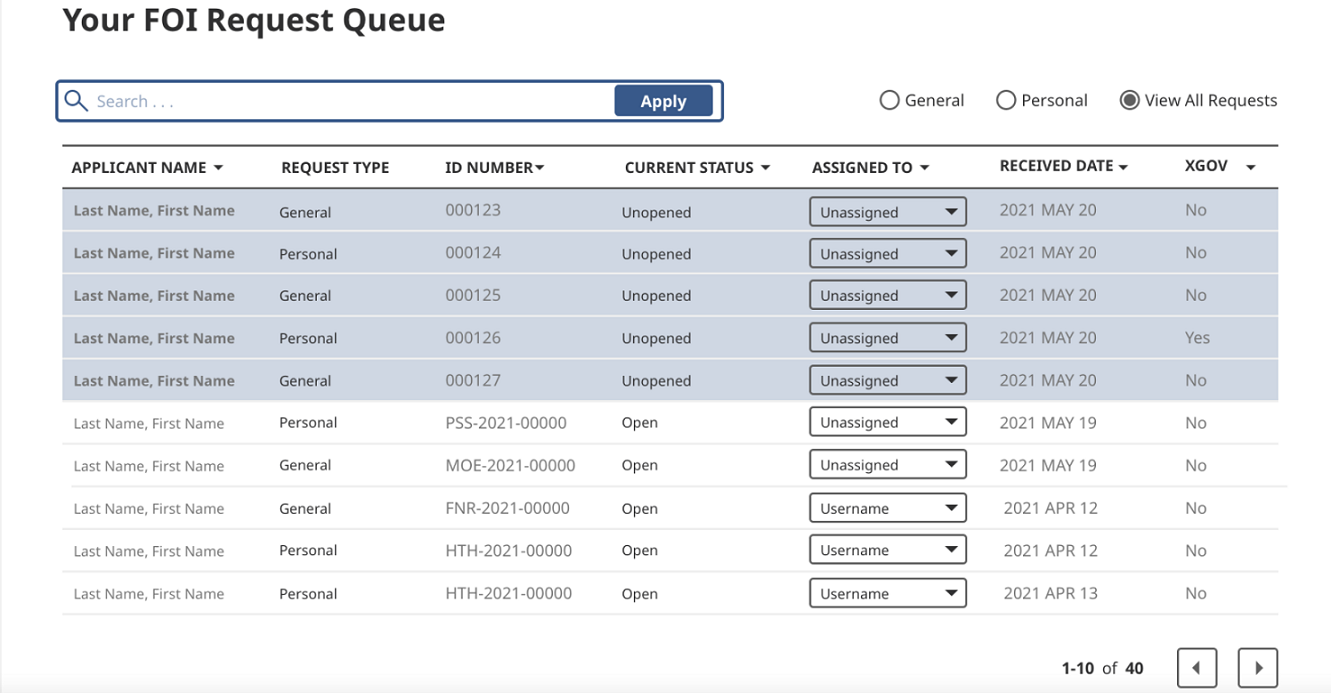 Your FOI Request Queue
Search . . . Apply General Personal View All Requests
APPLICANT NAME REQUEST TYPE ID NUMBER CURRENT STATUS ASSIGNED TO RECEIVED DATE XGOV
Last Name, First Name General 000123 Unopened Unassigned 2021 MAY 20 No
Last Name, First Name Personal 000124 Unopened Unassigned 2021 MAY 20 No
Last Name, First Name General 000125 Unopened Unassigned 2021 MAY 20 No
Last Name, First Name Personal 000126 Unopened Unassigned 2021 MAY 20 Yes
Last Name, First Name General 000127 Unopened Unassigned 2021 MAY 20 No
Last Name, First Name Personal PSS-2021-00000 Open Unassigned 2021 MAY 19 No
Last Name, First Name General MOE-2021-00000 Open Unassigned 2021 MAY 19 No
Last Name, First Name General FNR-2021-00000 Open Username 2021 APR 12 No
Last Name, First Name Personal HTH-2021-00000 Open Username 2021 APR 12 No
Last Name, First Name Personal HTH-2021-00000 Open Username 2021 APR 13 No
1-10 of 40